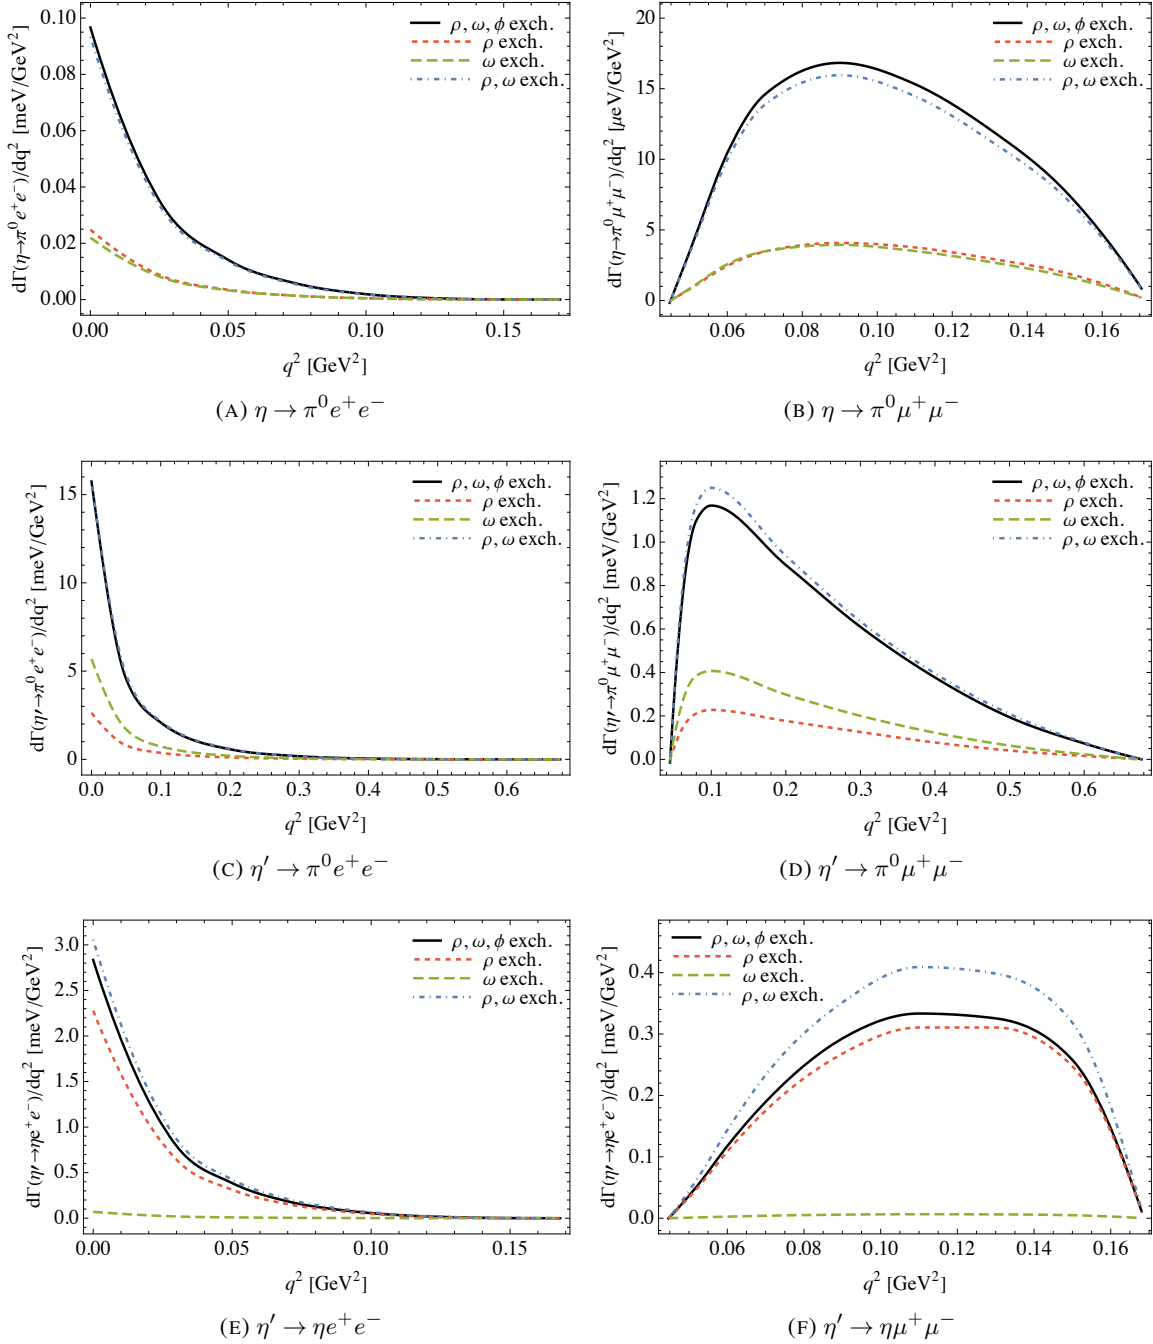 dΓ(η→π⁰e⁺e⁻)/dq² [meV/GeV²]
0.10
0.08
0.06
0.04
0.02
0.00
ρ, ω, ϕ exch.
ρ exch.
ω exch.
ρ, ω exch.
0.00 0.05 0.10 0.15
q² [GeV²]
(A) η → π⁰e⁺e⁻
dΓ(η→π⁰μ⁺μ⁻)/dq² [μeV/GeV²]
20
15
10
5
0
ρ, ω, ϕ exch.
ρ exch.
ω exch.
ρ, ω exch.
0.06 0.08 0.10 0.12 0.14 0.16
q² [GeV²]
(B) η → π⁰μ⁺μ⁻
dΓ(η′→π⁰e⁺e⁻)/dq² [meV/GeV²]
15
10
5
0
ρ, ω, ϕ exch.
ρ exch.
ω exch.
ρ, ω exch.
0.0 0.1 0.2 0.3 0.4 0.5 0.6
q² [GeV²]
(C) η′ → π⁰e⁺e⁻
dΓ(η′→π⁰μ⁺μ⁻)/dq² [meV/GeV²]
1.2
1.0
0.8
0.6
0.4
0.2
0.0
ρ, ω, ϕ exch.
ρ exch.
ω exch.
ρ, ω exch.
0.1 0.2 0.3 0.4 0.5 0.6
q² [GeV²]
(D) η′ → π⁰μ⁺μ⁻
dΓ(η′→ηe⁺e⁻)/dq² [meV/GeV²]
3.0
2.5
2.0
1.5
1.0
0.5
0.0
ρ, ω, ϕ exch.
ρ exch.
ω exch.
ρ, ω exch.
0.00 0.05 0.10 0.15
q² [GeV²]
(E) η′ → ηe⁺e⁻
dΓ(η′→ηe⁺e⁻)/dq² [meV/GeV²]
0.4
0.3
0.2
0.1
0.0
ρ, ω, ϕ exch.
ρ exch.
ω exch.
ρ, ω exch.
0.06 0.08 0.10 0.12 0.14 0.16
q² [GeV²]
(F) η′ → ημ⁺μ⁻